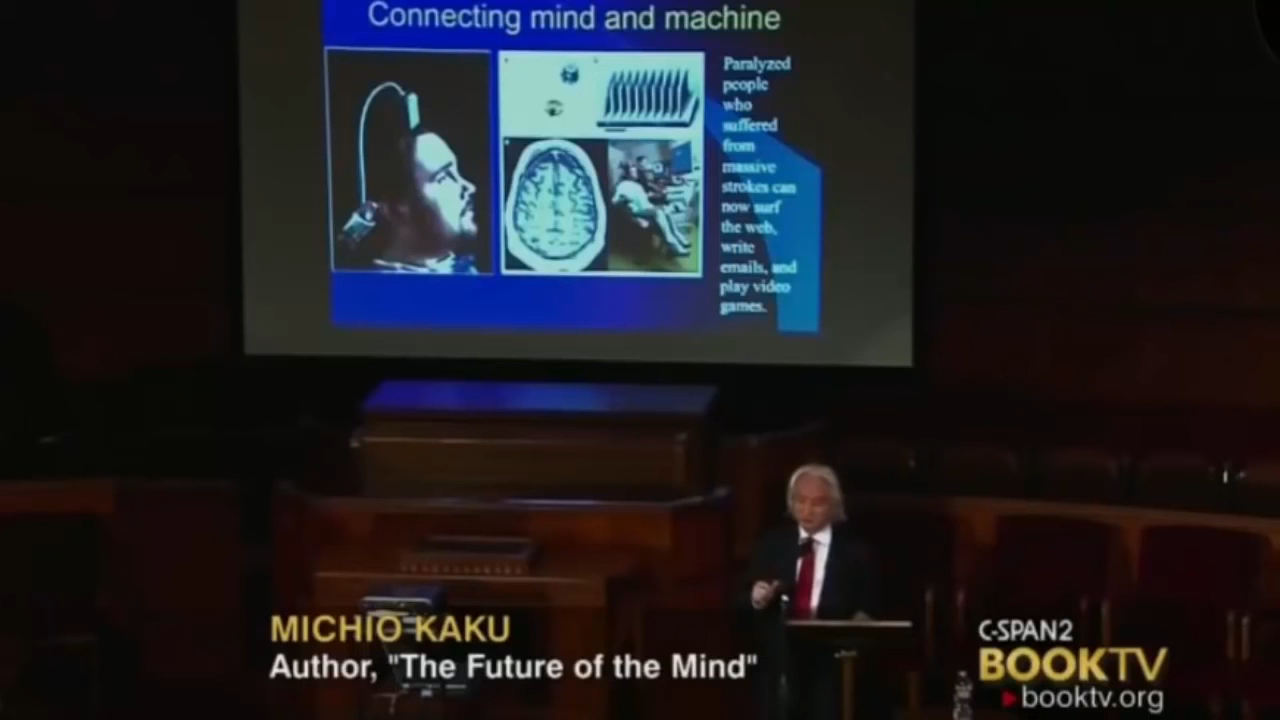 Connecting mind and machine
Paralyzed
people
who
suffered
from
massive
strokes can
now surf
the web,
write
emails, and
play video
games.
MICHIO KAKU
Author, "The Future of the Mind"
C-SPAN2
BOOKTV
booktv.org